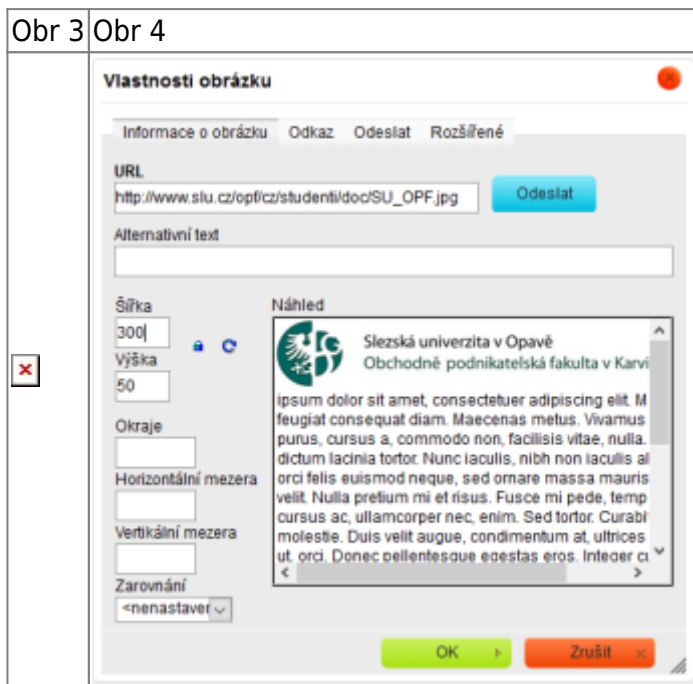 Obr 3 Obr 4
Vlastnosti obrázku
Informace o obrázku Odkaz Odeslat Rozšířené
URL
http://www.slu.cz/opf/cz/studenti/doc/SU_OPF.jpg Odeslat
Alternativní text
Šířka Náhled
300
Výška
50
Okraje
Horizontální mezera
Vertikální mezera
Zarovnání
<nenastaven
Slezská univerzita v Opavě
Obchodně podnikatelská fakulta v Karvi
ipsum dolor sit amet, consectetuer adipiscing elit. M
feugiat consequat diam. Maecenas metus. Vivamus
purus, cursus a, commodo non, facilisis vitae, nulla.
dictum lacinia tortor. Nunc iaculis, nibh non iaculis al
orci felis euismod neque, sed ornare massa mauris
velit. Nulla pretium mi et risus. Fusce mi pede, temp
cursus ac, ullamcorper nec, enim. Sed tortor. Curabi
molestie. Duis velit augue, condimentum at, ultrices
ut, orci. Donec pellentesque egestas eros. Integer cu
OK Zrušit